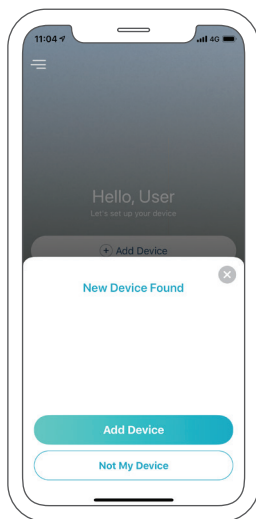 11:04
4G
Hello, User
Let's set up your device
Add Device
New Device Found
Add Device
Not My Device